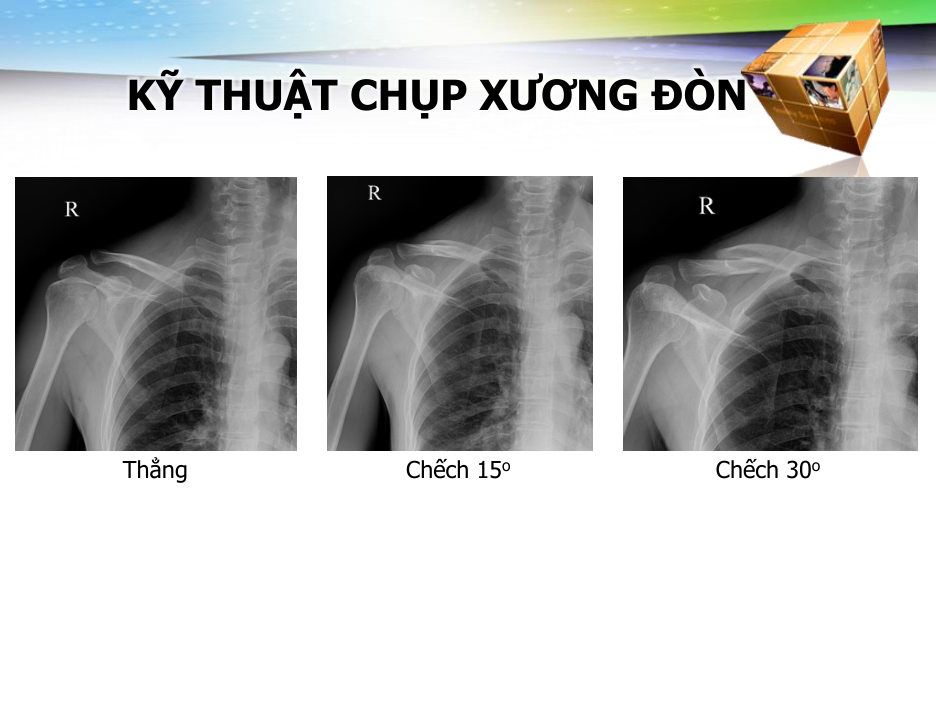 KỸ THUẬT CHỤP XƯƠNG ĐÒN
R
R
R
Thẳng
Chếch 15º
Chếch 30º